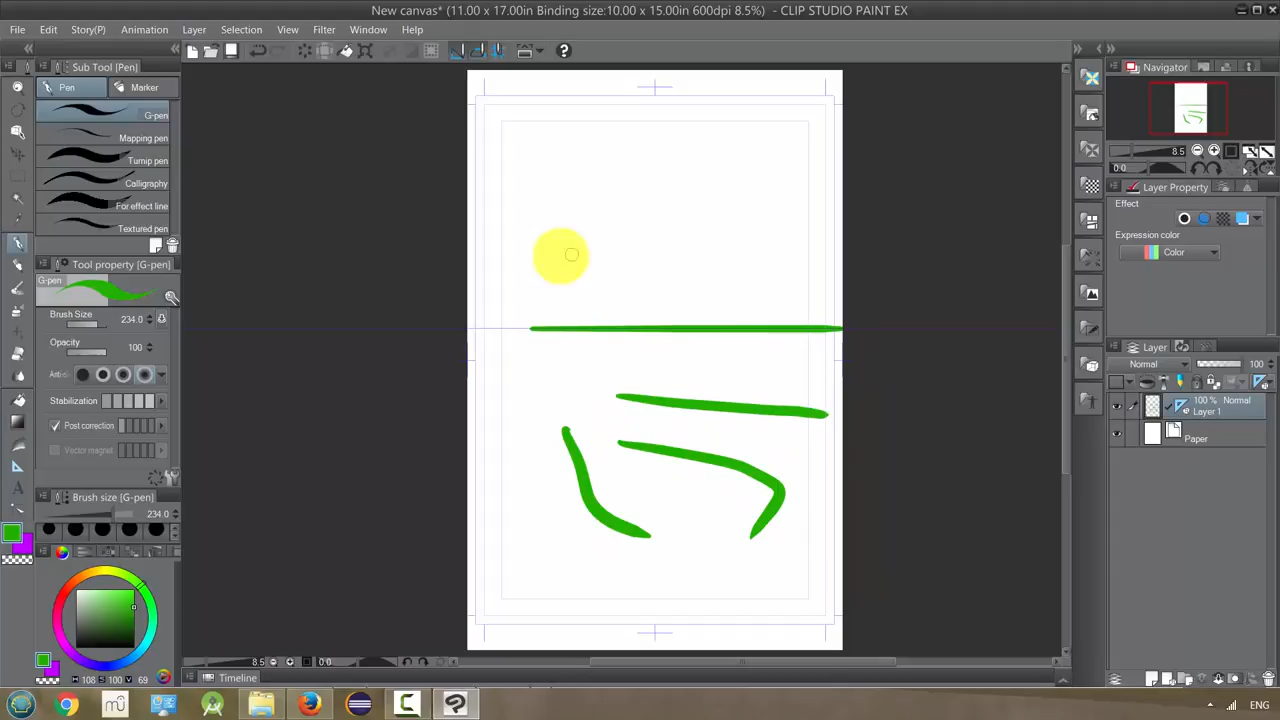 New canvas* (11.00 x 17.00in Binding size:10.00 x 15.00in 600dpi 8.5%) - CLIP STUDIO PAINT EX
File Edit Story(P) Animation Layer Selection View Filter Window Help
Sub Tool [Pen]
Pen Marker
G-pen
Mapping pen
Turnip pen
Calligraphy
For effect line
Textured pen
Tool property [G-pen]
G-pen
Brush Size 234.0
Opacity 100
Anti-
Stabilization
Post correction
Vector magnet
Brush size [G-pen]
234.0
H 108 S 100 V 69
8.5 0.0
Timeline
Navigator
8.5
0.0
Layer Property
Effect
Expression color
Color
Layer
Normal 100
100 % Normal
Layer 1
Paper
ENG